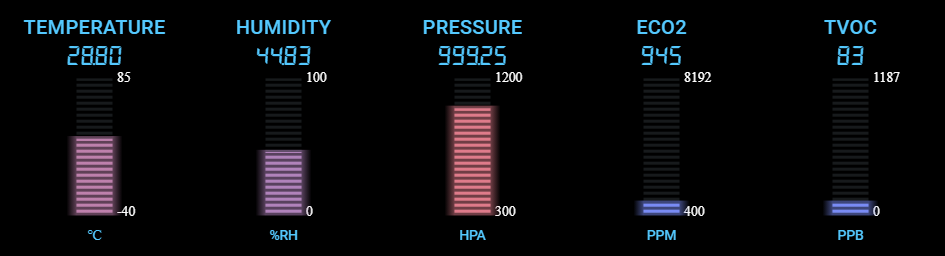 TEMPERATURE HUMIDITY PRESSURE ECO2 TVOC
28.80 44.83 999.25 945 83
85 100 1200 8192 1187
-40 0 300 400 0
°C %RH HPA PPM PPB